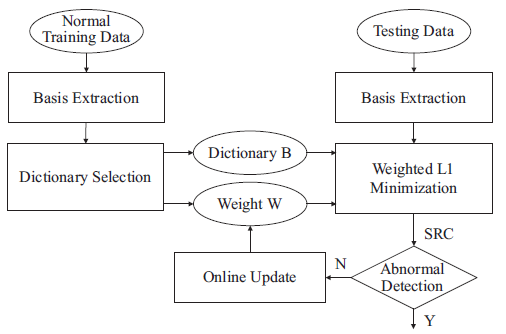 Normal
Training Data
Testing Data
Basis Extraction
Basis Extraction
Dictionary Selection
Dictionary B
Weight W
Weighted L1
Minimization
SRC
Online Update
N
Abnormal
Detection
Y